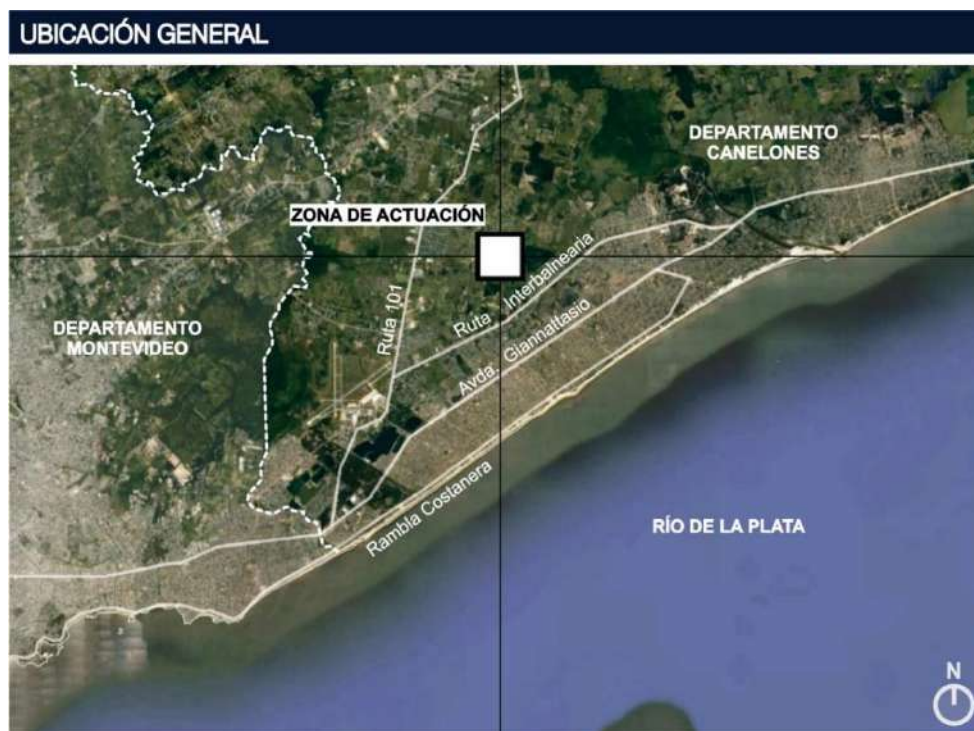 UBICACIÓN GENERAL
DEPARTAMENTO
CANELONES
ZONA DE ACTUACIÓN
Ruta 101
Ruta Interbalnearia
DEPARTAMENTO
MONTEVIDEO
Avda. Giannattasio
Rambla Costanera
RÍO DE LA PLATA
N